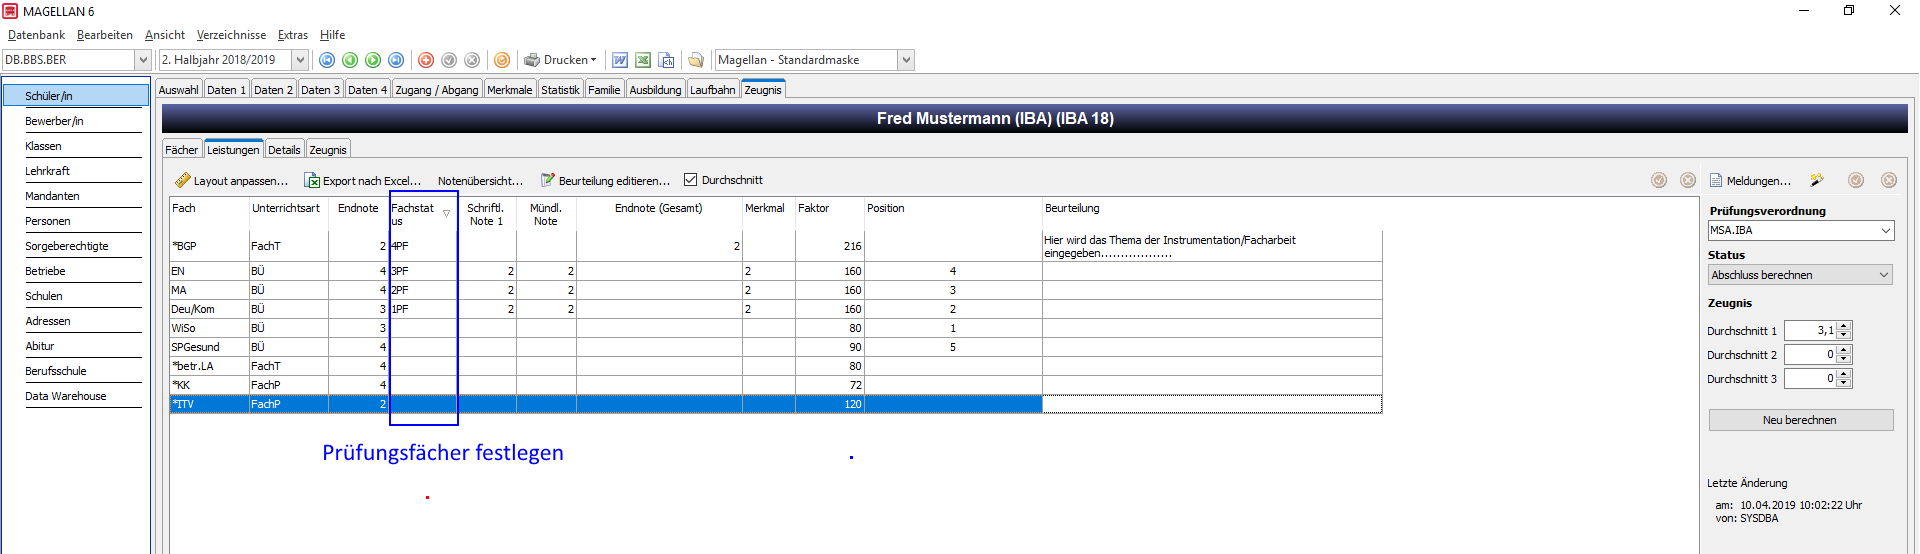 MAGELLAN 6
Datenbank Bearbeiten Ansicht Verzeichnisse Extras Hilfe
DB.BBS.BER 2. Halbjahr 2018/2019 Drucken Magellan - Standardmaske
Schüler/in
Bewerber/in
Klassen
Lehrkraft
Mandanten
Personen
Sorgeberechtigte
Betriebe
Schulen
Adressen
Abitur
Berufsschule
Data Warehouse
Auswahl Daten 1 Daten 2 Daten 3 Daten 4 Zugang / Abgang Merkmale Statistik Familie Ausbildung Laufbahn Zeugnis
Fred Mustermann (IBA) (IBA 18)
Fächer Leistungen Details Zeugnis
Layout anpassen... Export nach Excel... Notenübersicht... Beurteilung editieren... Durchschnitt
Fach Unterrichtsart Endnote Fachstat Schriftl. Mündl. Endnote (Gesamt) Merkmal Faktor Position Beurteilung
us Note 1 Note
*BGP FachT 2 4PF 2 216 Hier wird das Thema der Instrumentation/Facharbeit
eingegeben..................
EN BÜ 4 3PF 2 2 2 160 4
MA BÜ 4 2PF 2 2 2 160 3
Deu/Kom BÜ 3 1PF 2 2 2 160 2
WiSo BÜ 3 80 1
SPGesund BÜ 4 90 5
*betr.LA FachT 4 80
*KK FachP 4 72
*ITV FachP 2 120
Prüfungsfächer festlegen
Meldungen...
Prüfungsverordnung
MSA.IBA
Status
Abschluss berechnen
Zeugnis
Durchschnitt 1 3,1
Durchschnitt 2 0
Durchschnitt 3 0
Neu berechnen
Letzte Änderung
am: 10.04.2019 10:02:22 Uhr
von: SYSDBA